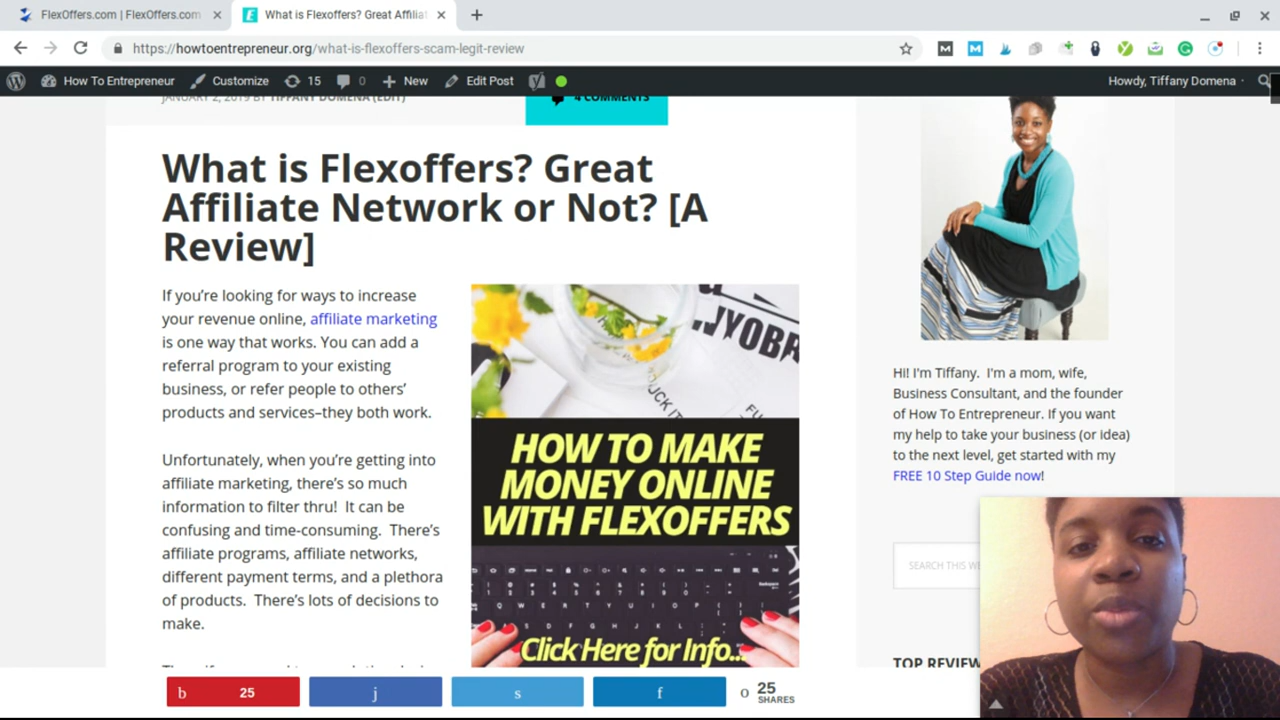 FlexOffers.com | FlexOffers.com
What is Flexoffers? Great Affilia
https://howtoentrepreneur.org/what-is-flexoffers-scam-legit-review
How To Entrepreneur
Customize
15
0
New
Edit Post
Howdy, Tiffany Domena
JANUARY 2, 2019 BY TIFFANY DOMENA (EDIT)
4 COMMENTS
What is Flexoffers? Great
Affiliate Network or Not? [A
Review]
If you’re looking for ways to increase
your revenue online, affiliate marketing
is one way that works. You can add a
referral program to your existing
business, or refer people to others’
products and services–they both work.
Unfortunately, when you’re getting into
affiliate marketing, there’s so much
information to filter thru! It can be
confusing and time-consuming. There’s
affiliate programs, affiliate networks,
different payment terms, and a plethora
of products. There’s lots of decisions to
make.
HOW TO MAKE
MONEY ONLINE
WITH FLEXOFFERS
Click Here for Info...
Hi! I'm Tiffany. I'm a mom, wife,
Business Consultant, and the founder
of How To Entrepreneur. If you want
my help to take your business (or idea)
to the next level, get started with my
FREE 10 Step Guide now!
SEARCH THIS WE
TOP REVIEW
b 25
j
s
f
o 25
SHARES